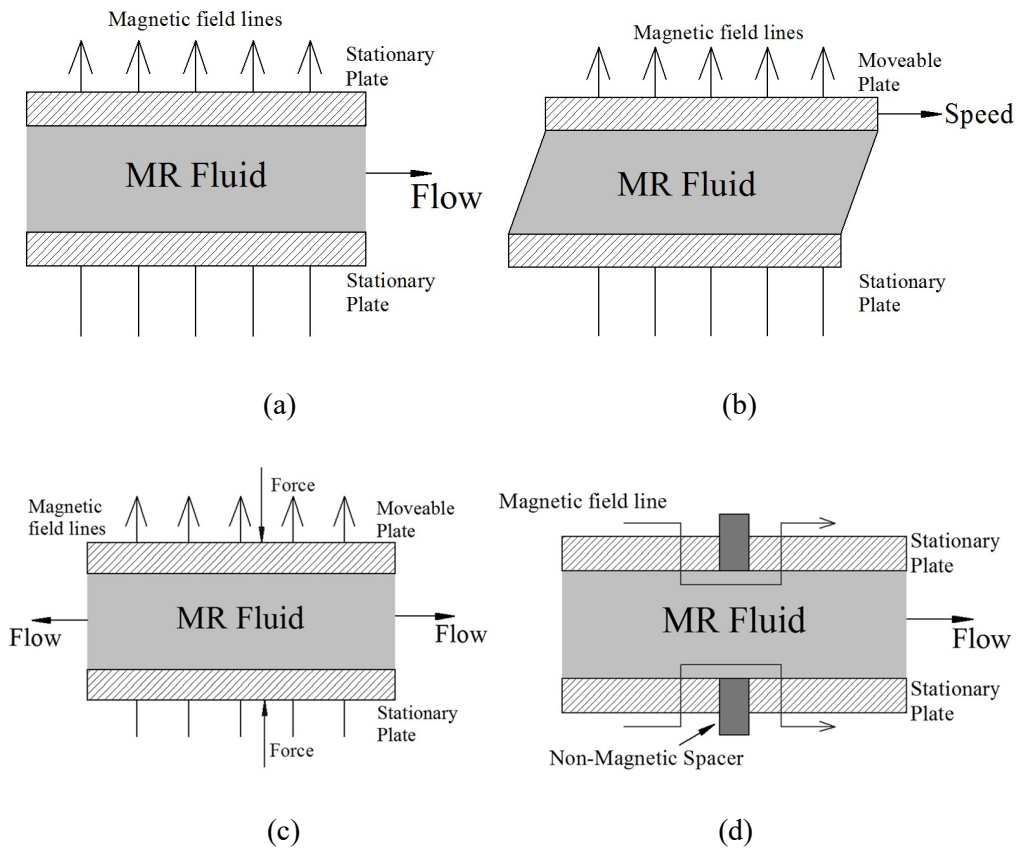 Magnetic field lines
Stationary
Plate
MR Fluid
Flow
Stationary
Plate
(a)
Magnetic field lines
Moveable
Plate
Speed
MR Fluid
Stationary
Plate
(b)
Magnetic
field lines
Force
Moveable
Plate
MR Fluid
Flow
Flow
Stationary
Plate
Force
(c)
Magnetic field line
Stationary
Plate
MR Fluid
Flow
Stationary
Plate
Non-Magnetic Spacer
(d)